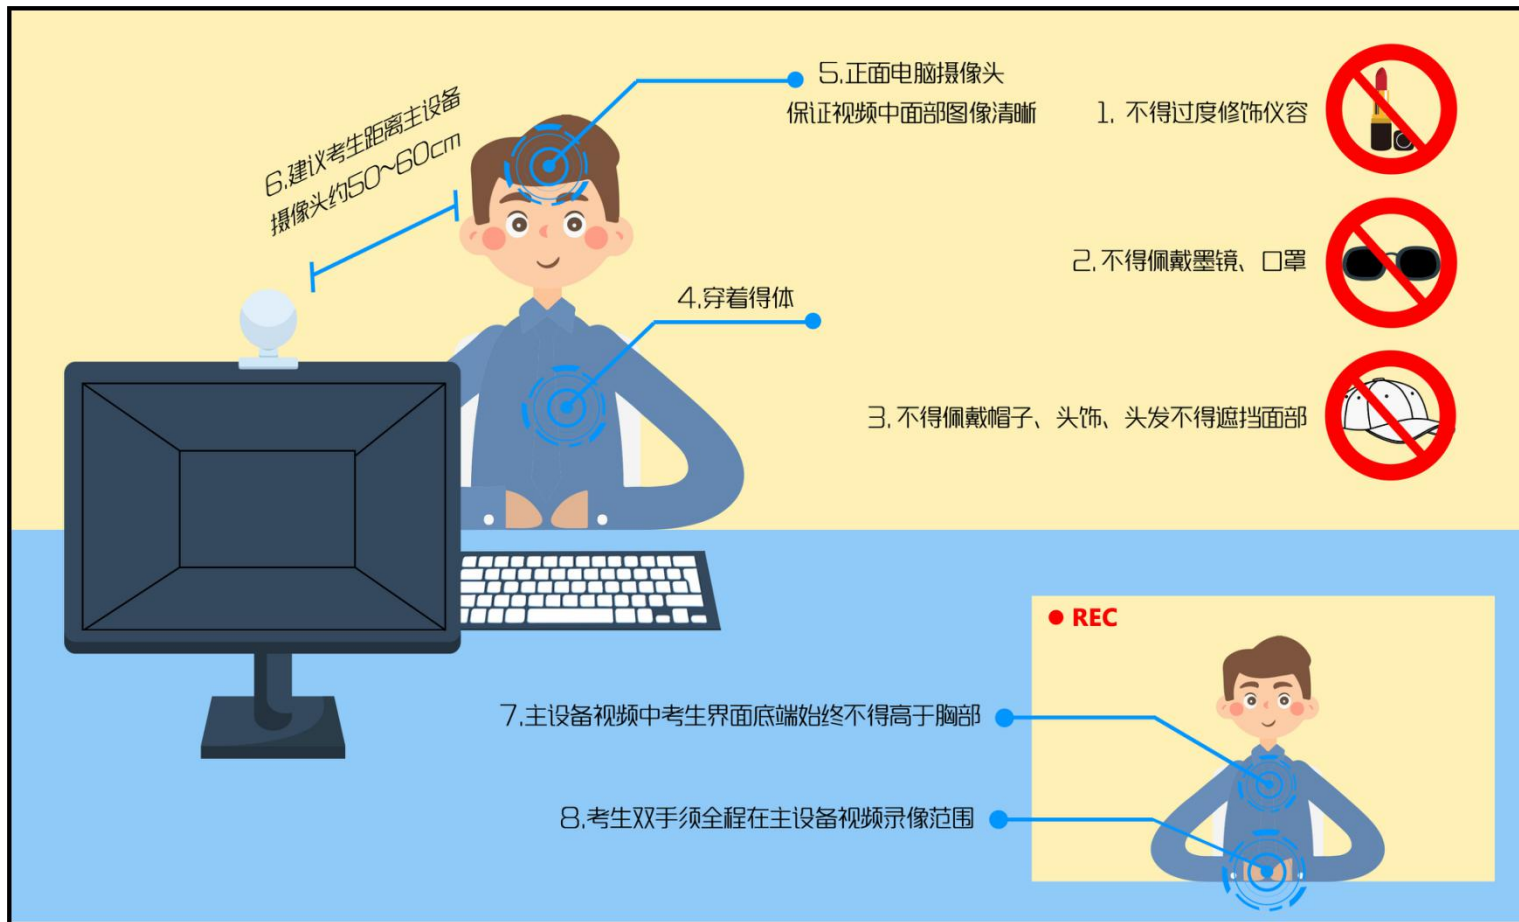 1. 不得过度修饰仪容
2. 不得佩戴墨镜、口罩
3. 不得佩戴帽子、头饰、头发不得遮挡面部
4.穿着得体
5.正面电脑摄像头
保证视频中面部图像清晰
6.建议考生距离主设备
摄像头约50~60cm
REC
7.主设备视频中考生界面底端始终不得高于胸部
8.考生双手须全程在主设备视频录像范围